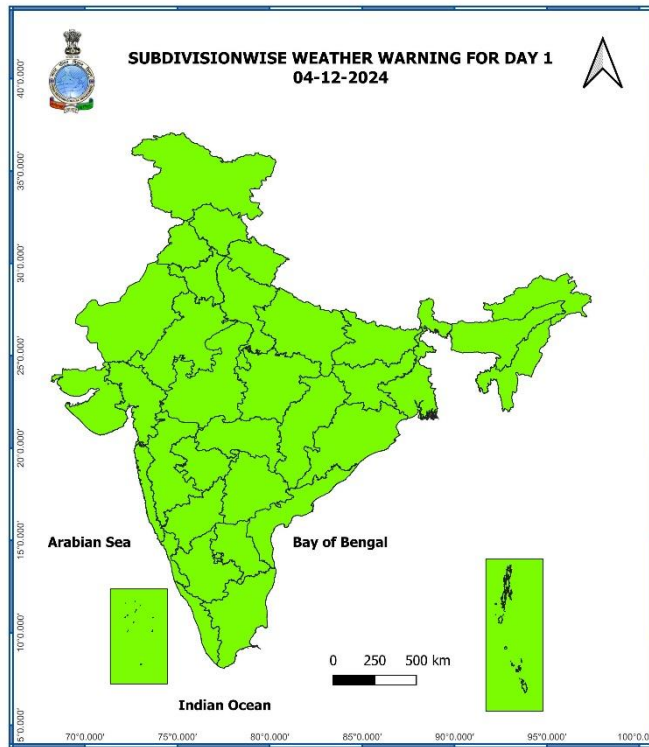 SUBDIVISIONWISE WEATHER WARNING FOR DAY 1
04-12-2024
40°0.000'
35°0.000'
30°0.000'
25°0.000'
20°0.000'
15°0.000'
10°0.000'
5°0.000'
Arabian Sea
Bay of Bengal
0 250 500 km
Indian Ocean
70°0.000' 75°0.000' 80°0.000' 85°0.000' 90°0.000' 95°0.000' 100°0.000'